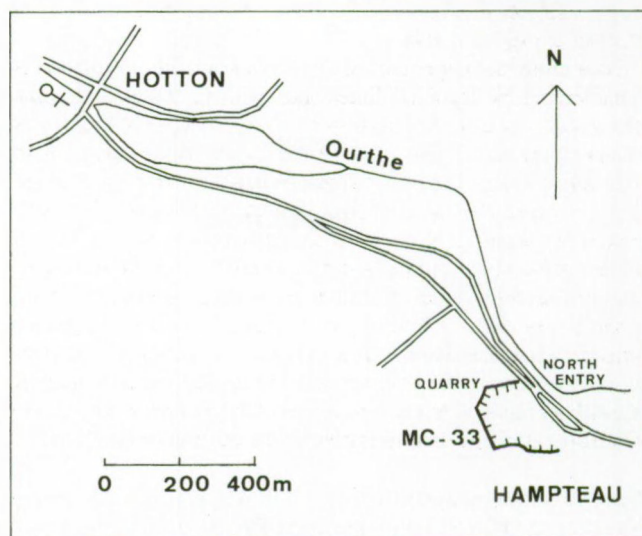 N
HOTTON
Ourthe
NORTH
ENTRY
QUARRY
MC-33
0 200 400m
HAMPTEAU